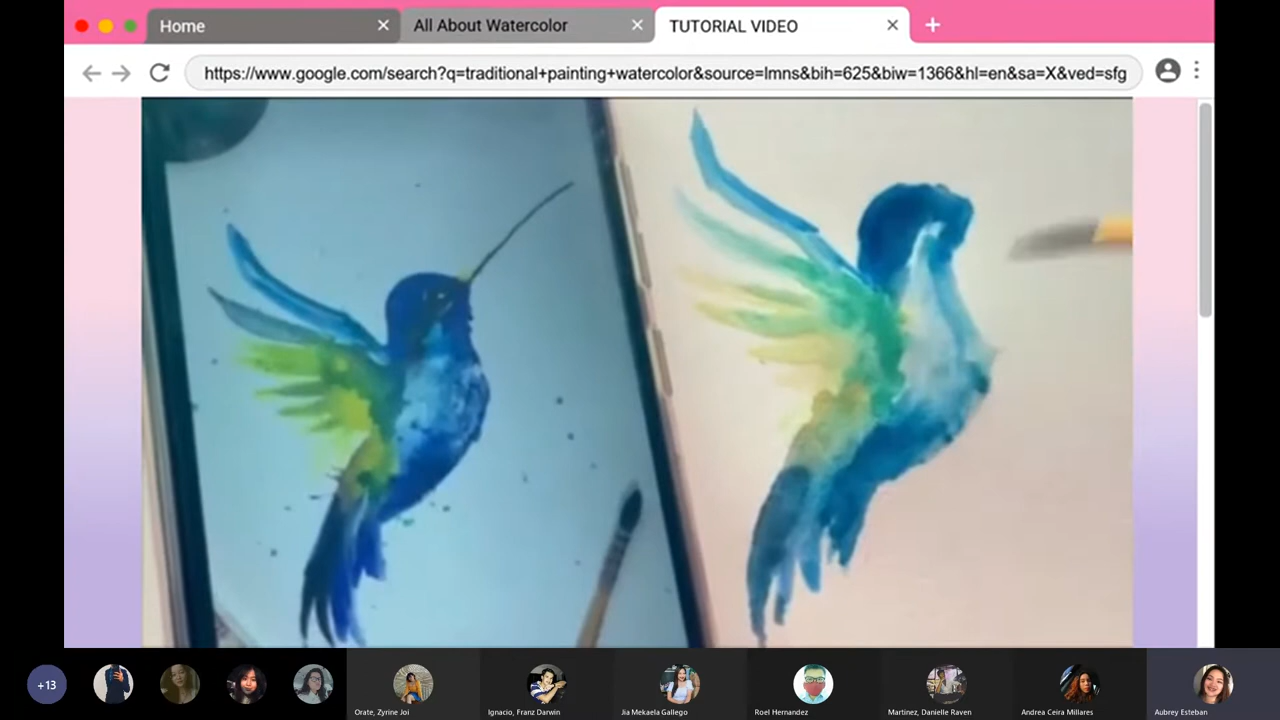 Home
All About Watercolor
TUTORIAL VIDEO
https://www.google.com/search?q=traditional+painting+watercolor&source=lmns&bih=625&biw=1366&hl=en&sa=X&ved=sfg
+13
Orate, Zyrine Joi
Ignacio, Franz Darwin
Jia Mekaela Gallego
Roel Hernandez
Martinez, Danielle Raven
Andrea Ceira Millares
Aubrey Esteban